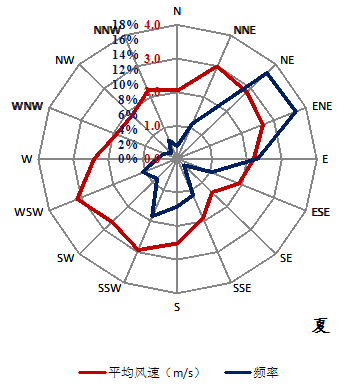 N
NNE
NE
ENE
E
ESE
SE
SSE
S
SSW
SW
WSW
W
WNW
NW
NNW
18%
16%
14%
12%
10%
8%
6%
4%
2%
0%
4.0
3.0
2.0
1.0
0.0
夏
平均风速（m/s）
频率